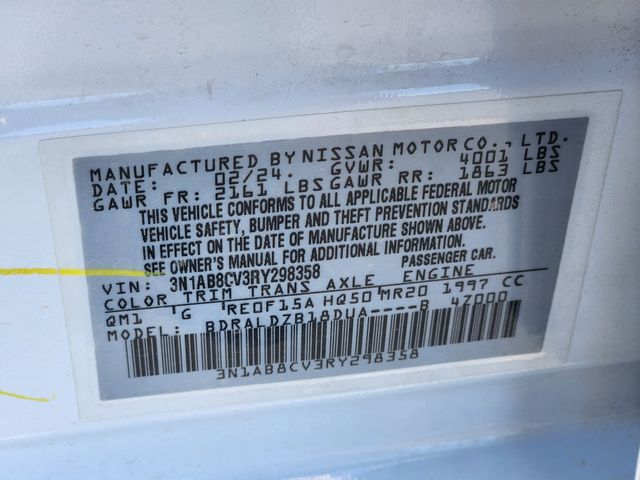 MANUFACTURED BY NISSAN MOTOR CO., LTD.
DATE: 02/24. GVWR: 4001 LBS
GAWR FR: 2161 LBS GAWR RR: 1863 LBS
THIS VEHICLE CONFORMS TO ALL APPLICABLE FEDERAL MOTOR
VEHICLE SAFETY, BUMPER AND THEFT PREVENTION STANDARDS
IN EFFECT ON THE DATE OF MANUFACTURE SHOWN ABOVE.
SEE OWNER'S MANUAL FOR ADDITIONAL INFORMATION.
VIN: 3N1AB8CV3RY298358 PASSENGER CAR.
COLOR TRIM TRANS AXLE ENGINE
QM1 G RE0F15A HQ50 MR20 1997 CC
MODEL: BDRALDZB18DUA----B 47000
3N1AB8CV3RY298358